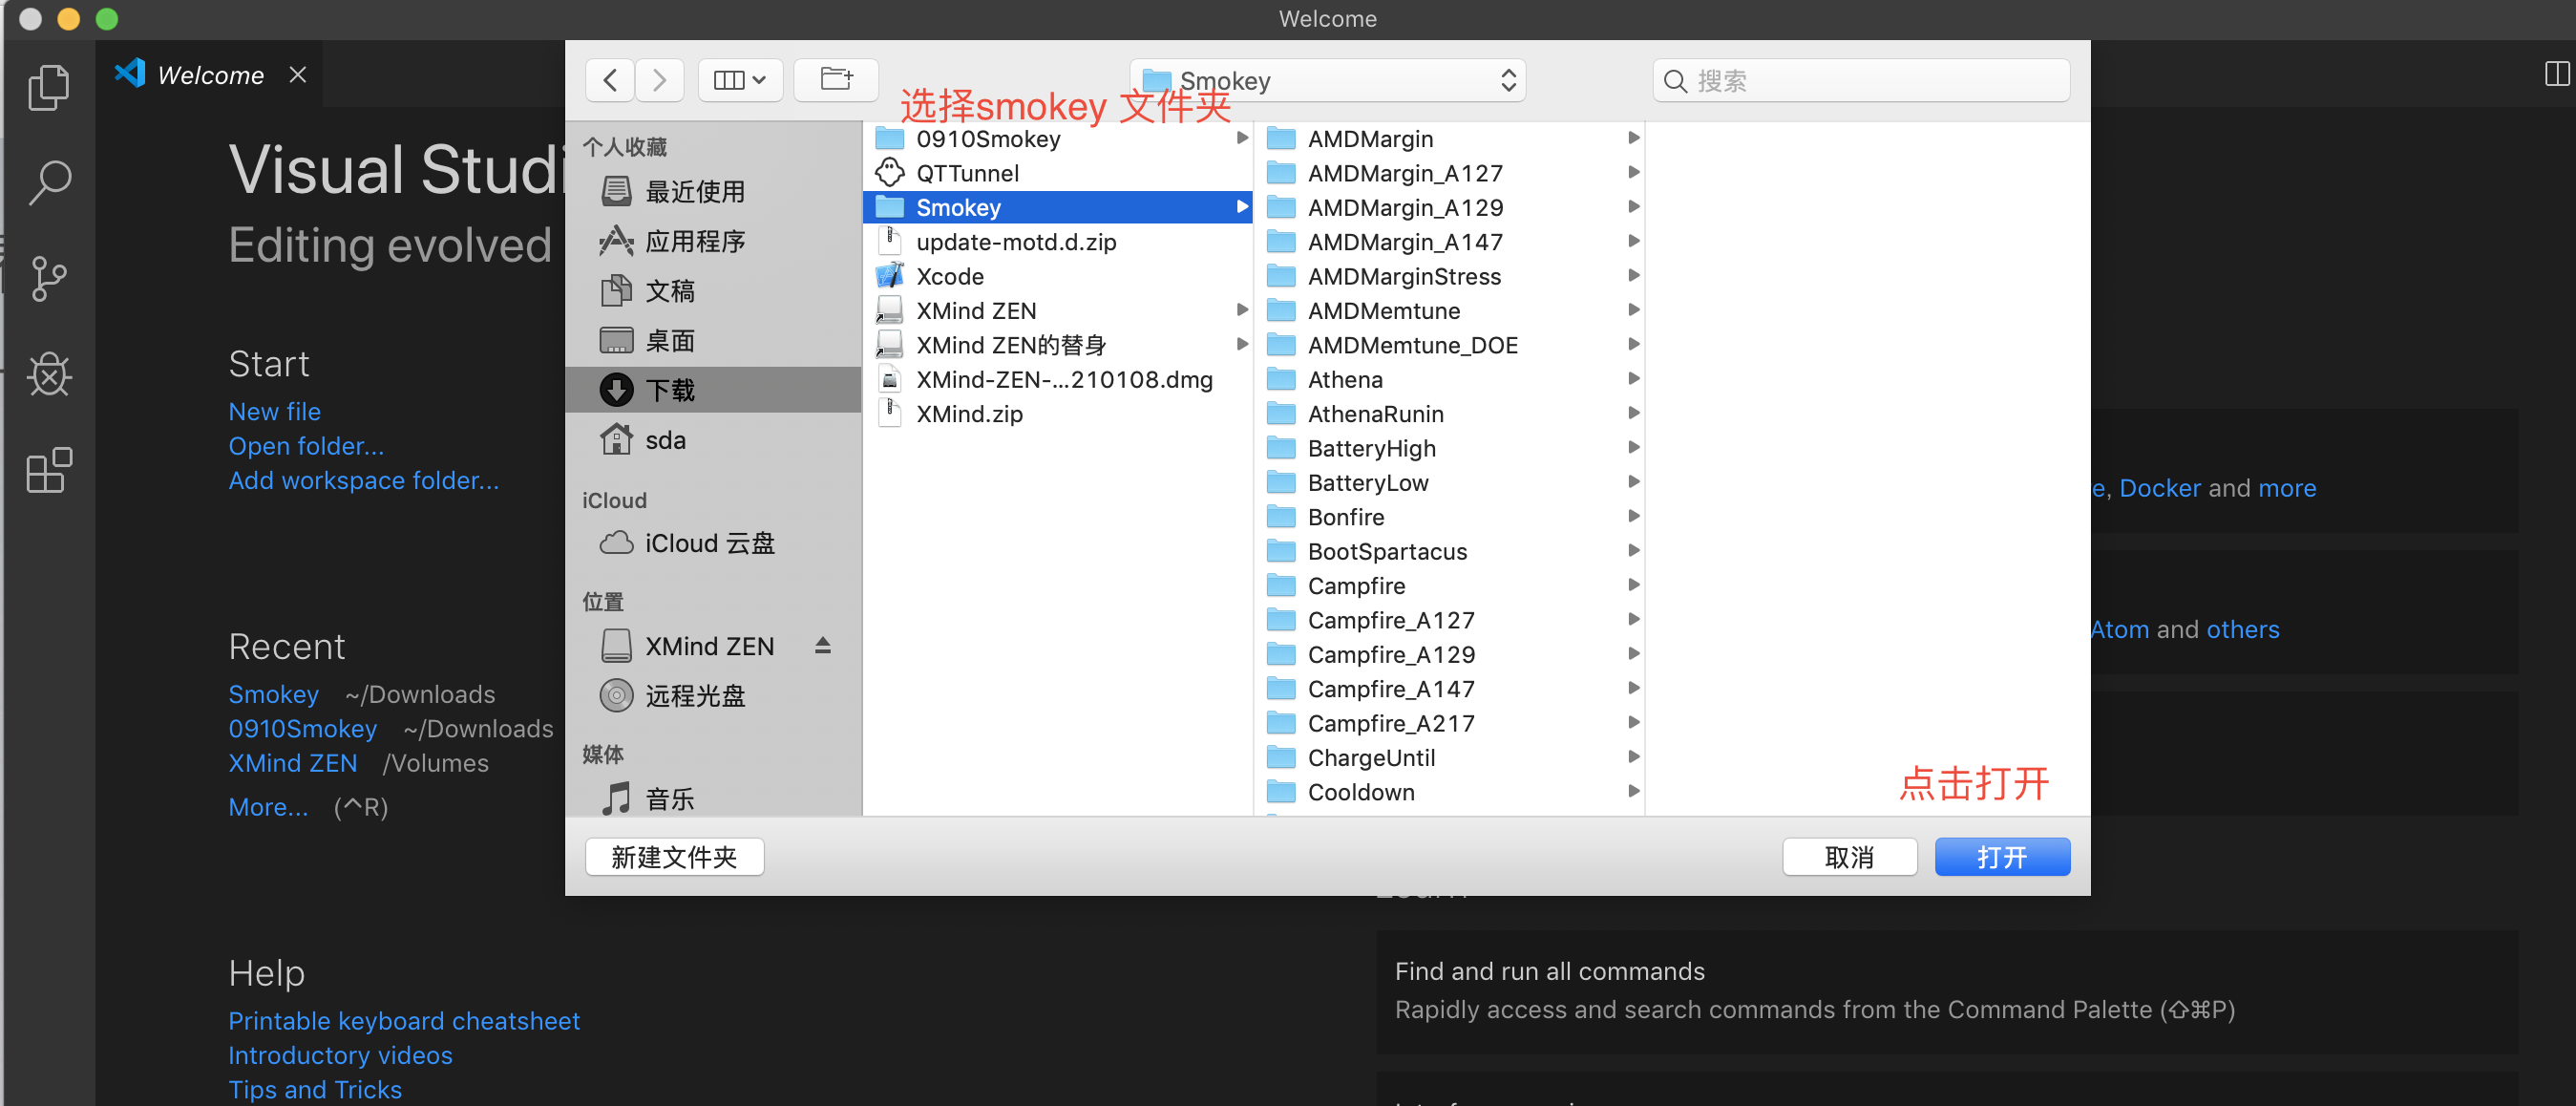 Welcome
Welcome
Visual Studi
Editing evolved
Start
New file
Open folder...
Add workspace folder...
Recent
Smokey ~/Downloads
0910Smokey ~/Downloads
XMind ZEN /Volumes
More... (^R)
Help
Printable keyboard cheatsheet
Introductory videos
Tips and Tricks
Smokey
搜索
选择smokey 文件夹
个人收藏
最近使用
应用程序
文稿
桌面
下载
sda
iCloud
iCloud 云盘
位置
XMind ZEN
远程光盘
媒体
音乐
0910Smokey
QTTunnel
Smokey
update-motd.d.zip
Xcode
XMind ZEN
XMind ZEN的替身
XMind-ZEN-...210108.dmg
XMind.zip
AMDMargin
AMDMargin_A127
AMDMargin_A129
AMDMargin_A147
AMDMarginStress
AMDMemtune
AMDMemtune_DOE
Athena
AthenaRunin
BatteryHigh
BatteryLow
Bonfire
BootSpartacus
Campfire
Campfire_A127
Campfire_A129
Campfire_A147
Campfire_A217
ChargeUntil
Cooldown
点击打开
新建文件夹
取消
打开
e, Docker and more
Atom and others
Find and run all commands
Rapidly access and search commands from the Command Palette (⇧⌘P)